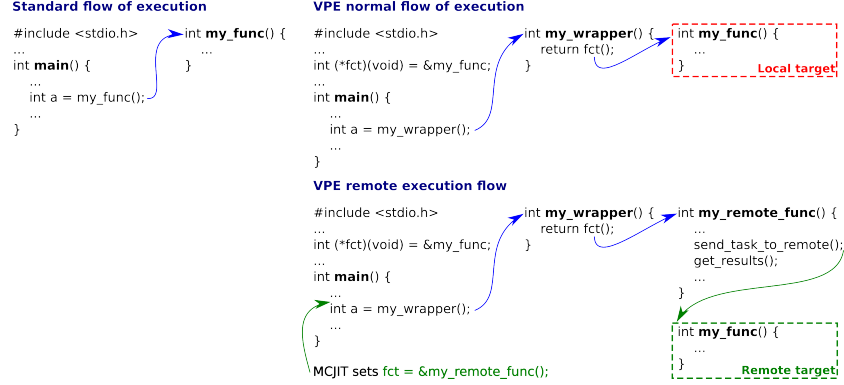 Standard flow of execution
#include <stdio.h>
...
int main() {
...
int a = my_func();
...
}
int my_func() {
...
}
VPE normal flow of execution
#include <stdio.h>
...
int (*fct)(void) = &my_func;
...
int main() {
...
int a = my_wrapper();
...
}
int my_wrapper() {
return fct();
}
int my_func() {
...
}
Local target
VPE remote execution flow
#include <stdio.h>
...
int (*fct)(void) = &my_func;
...
int main() {
...
int a = my_wrapper();
...
}
MCJIT sets fct = &my_remote_func();
int my_wrapper() {
return fct();
}
int my_remote_func() {
...
send_task_to_remote();
get_results();
...
}
int my_func() {
...
}
Remote target